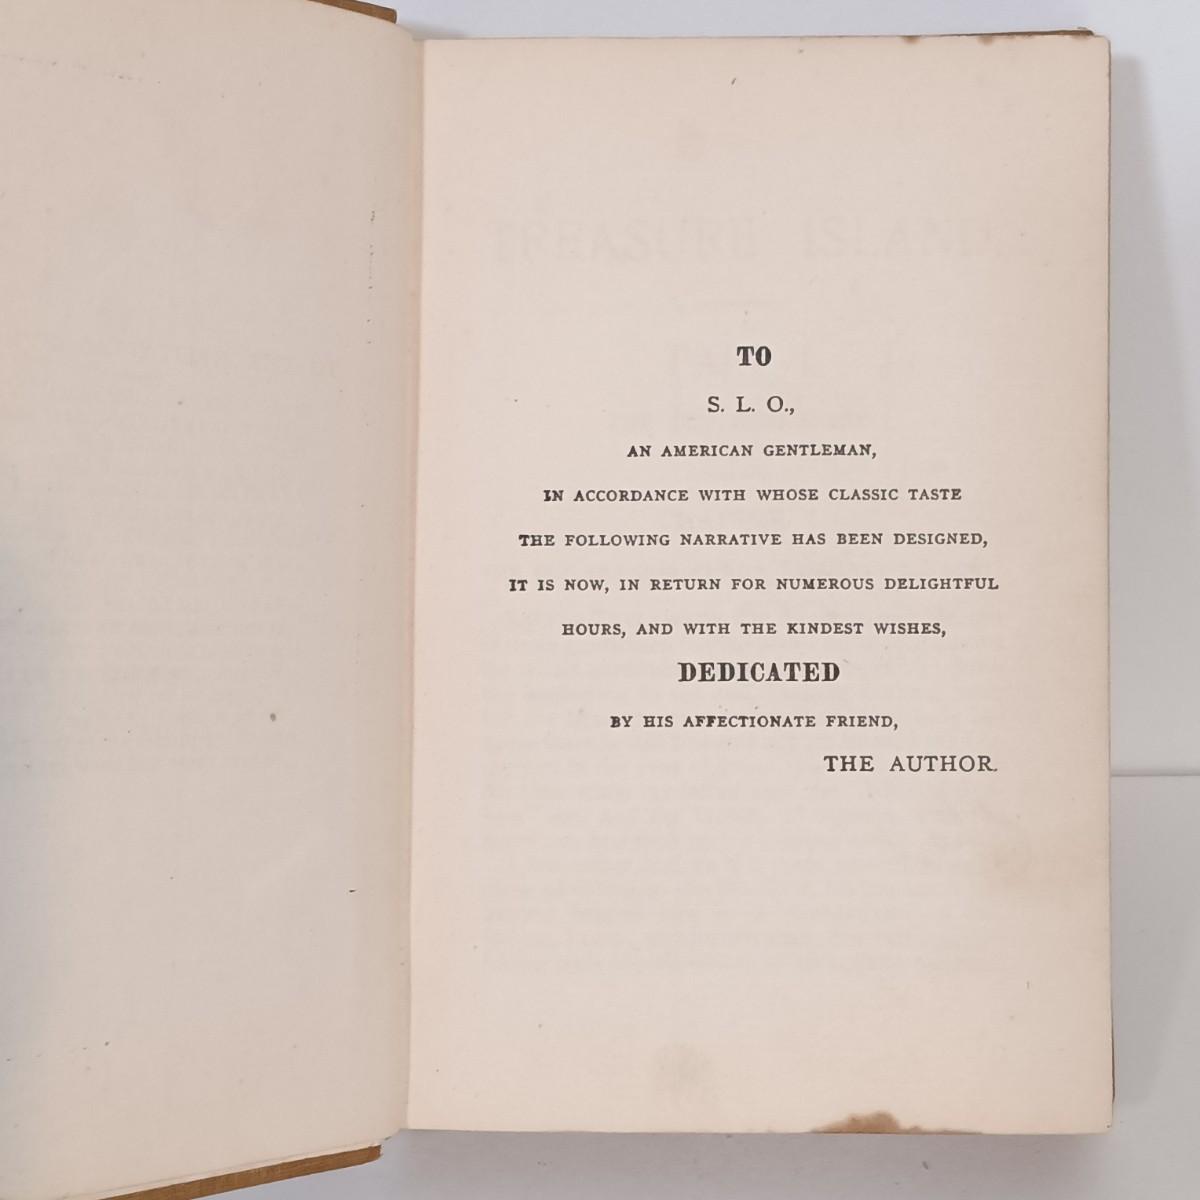 TO
S. L. O.,
AN AMERICAN GENTLEMAN,
IN ACCORDANCE WITH WHOSE CLASSIC TASTE
THE FOLLOWING NARRATIVE HAS BEEN DESIGNED,
IT IS NOW, IN RETURN FOR NUMEROUS DELIGHTFUL
HOURS, AND WITH THE KINDEST WISHES,
DEDICATED
BY HIS AFFECTIONATE FRIEND,
THE AUTHOR.